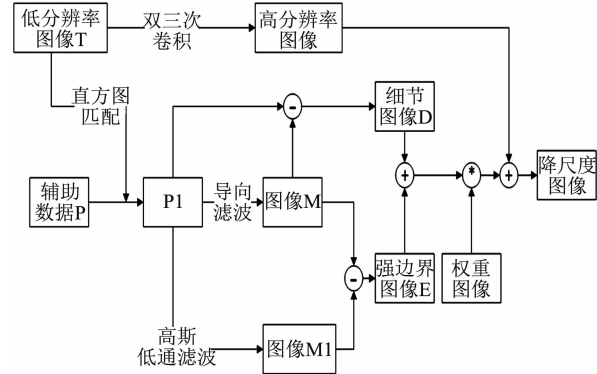 低分辨率
图像T
双三次
卷积
高分辨率
图像
直方图
匹配
细节
图像D
-
+
*
+
降尺度
图像
辅助
数据P
P1
导向
滤波
图像M
-
强边界
图像E
权重
图像
高斯
低通滤波
图像M1